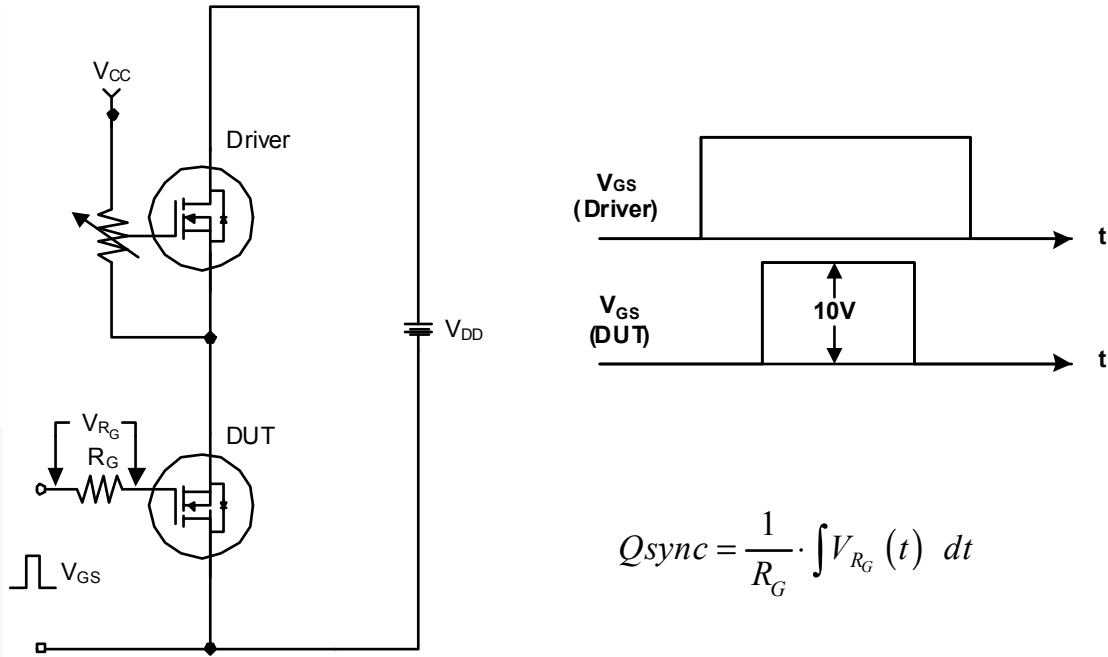 V_CC
Driver
V_DD
V_RG
R_G
DUT
V_GS
V_GS
(Driver)
t
V_GS
(DUT)
10V
t
Qsync = 1/R_G · ∫ V_RG (t) dt